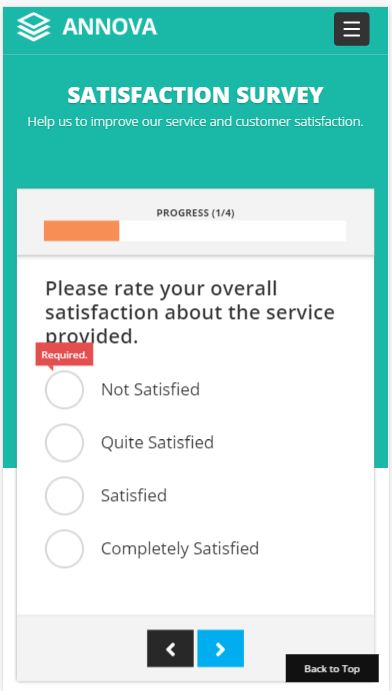 ANNOVA
SATISFACTION SURVEY
Help us to improve our service and customer satisfaction.
PROGRESS (1/4)
Please rate your overall
satisfaction about the service
provided.
Required.
Not Satisfied
Quite Satisfied
Satisfied
Completely Satisfied
Back to Top